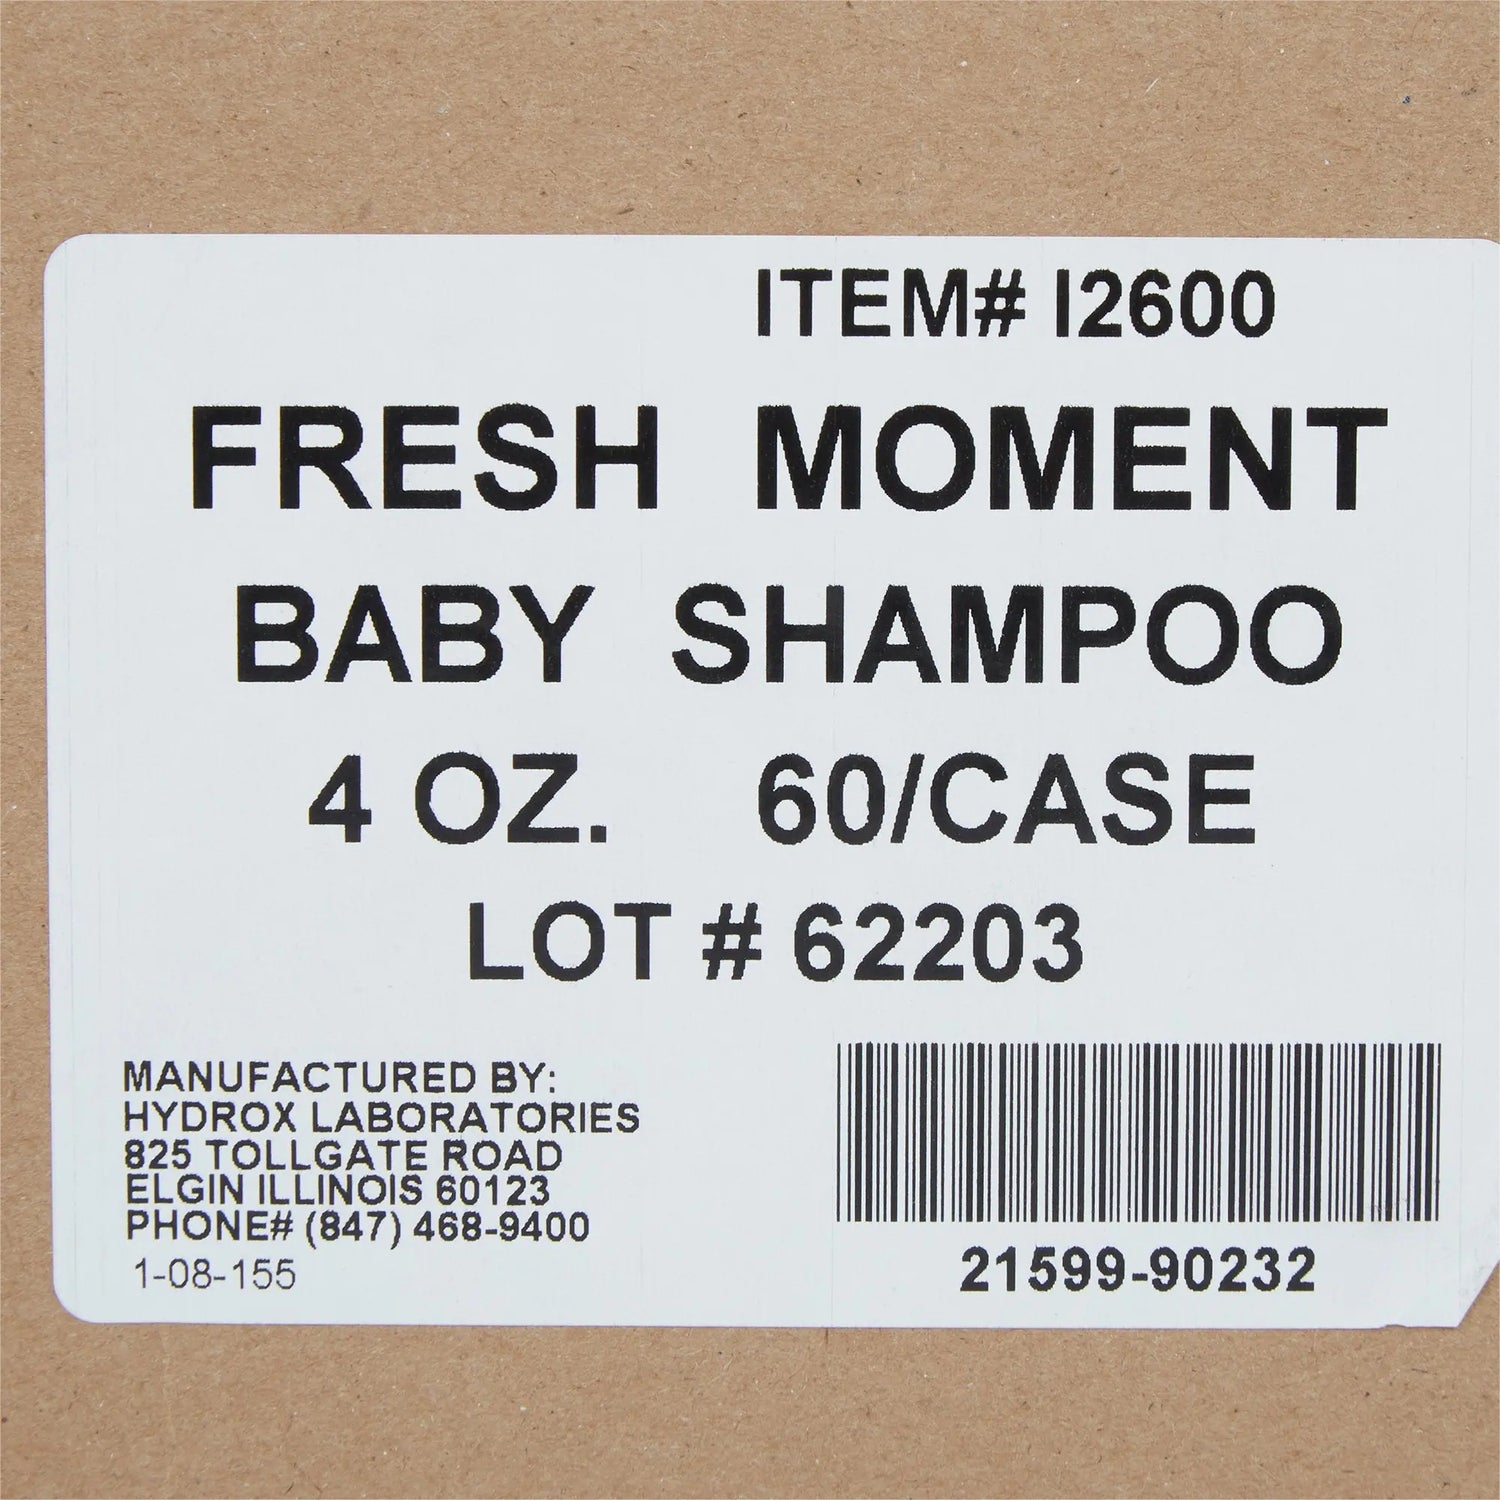 ITEM# I2600
FRESH MOMENT
BABY SHAMPOO
4 OZ. 60/CASE
LOT # 62203
MANUFACTURED BY:
HYDROX LABORATORIES
825 TOLLGATE ROAD
ELGIN ILLINOIS 60123
PHONE# (847) 468-9400
1-08-155
21599-90232